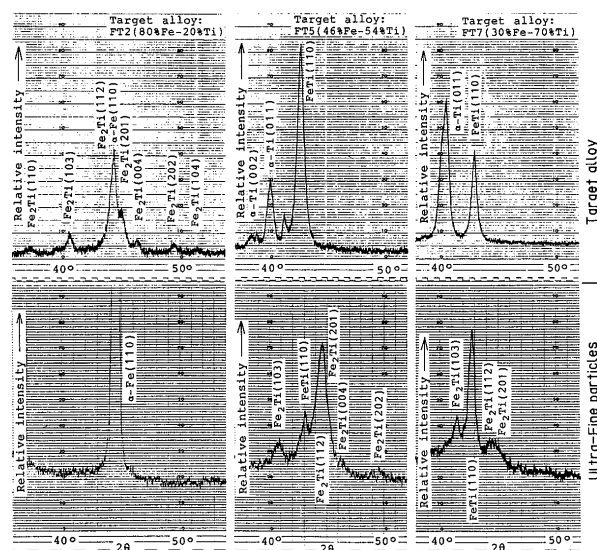 Target alloy:
FT2(80%Fe-20%Ti)
Relative intensity
Fe2Ti(110)
Fe2Ti(103)
Fe2Ti(112)
α-Fe(110)
Fe2Ti(201)
Fe2Ti(004)
Fe2Ti(202)
Fe2Ti(104)
40° 50°
Target alloy:
FT5(46%Fe-54%Ti)
Relative intensity
α-Ti(002)
α-Ti(011)
FeTi(110)
40° 50°
Target alloy:
FT7(30%Fe-70%Ti)
Relative intensity
α-Ti(011)
FeTi(110)
40° 50°
Target alloy
Relative intensity
α-Fe(110)
40° 50°
2θ
Relative intensity
Fe2Ti(103)
FeTi(110)
Fe2Ti(112)
Fe2Ti(201)
Fe2Ti(004)
Fe2Ti(202)
40° 50°
2θ
Relative intensity
Fe2Ti(103)
FeTi(110)
Fe2Ti(112)
Fe2Ti(201)
40° 50°
2θ
Ultra-Fine particles